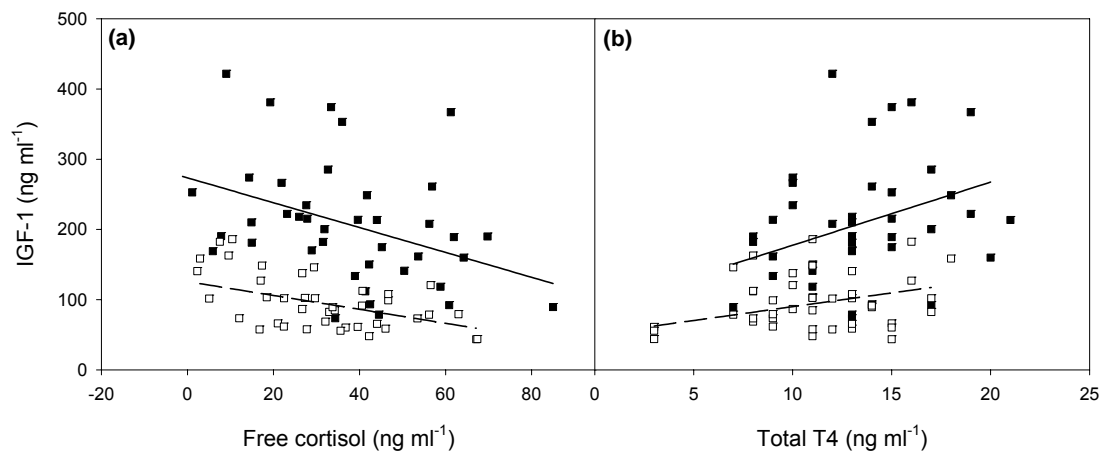 500
400
300
200
100
0
IGF-1 (ng ml-1)
(a)
(b)
-20 0 20 40 60 80 0 5 10 15 20 25
Free cortisol (ng ml-1)
Total T4 (ng ml-1)